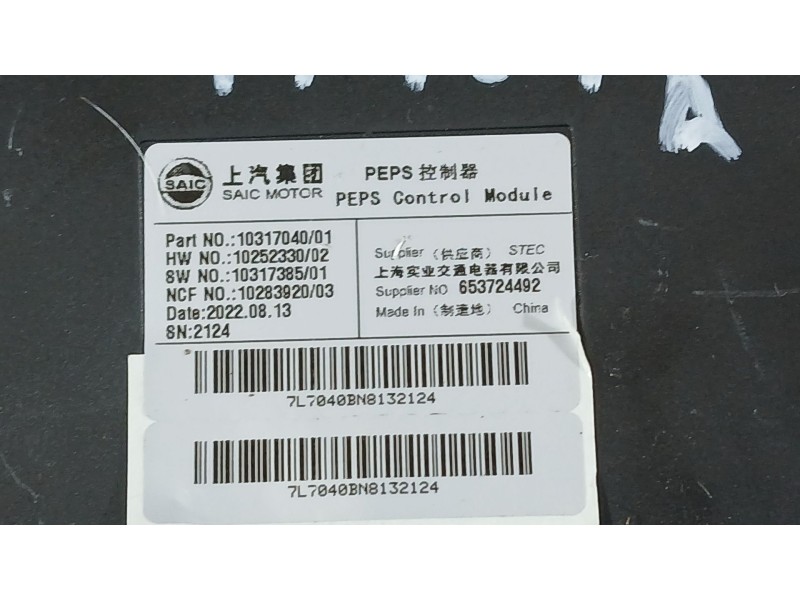 A
SAIC
上汽集团
SAIC MOTOR
PEPS 控制器
PEPS Control Module
Part NO.:10317040/01
HW NO.:10252330/02
SW NO.:10317385/01
NCF NO.:10283920/03
Date:2022.08.13
SN:2124
Supplier (供应商) STEC
上海实业交通电器有限公司
Supplier NO 653724492
Made In (制造地) China
7L7040BN8132124
7L7040BN8132124